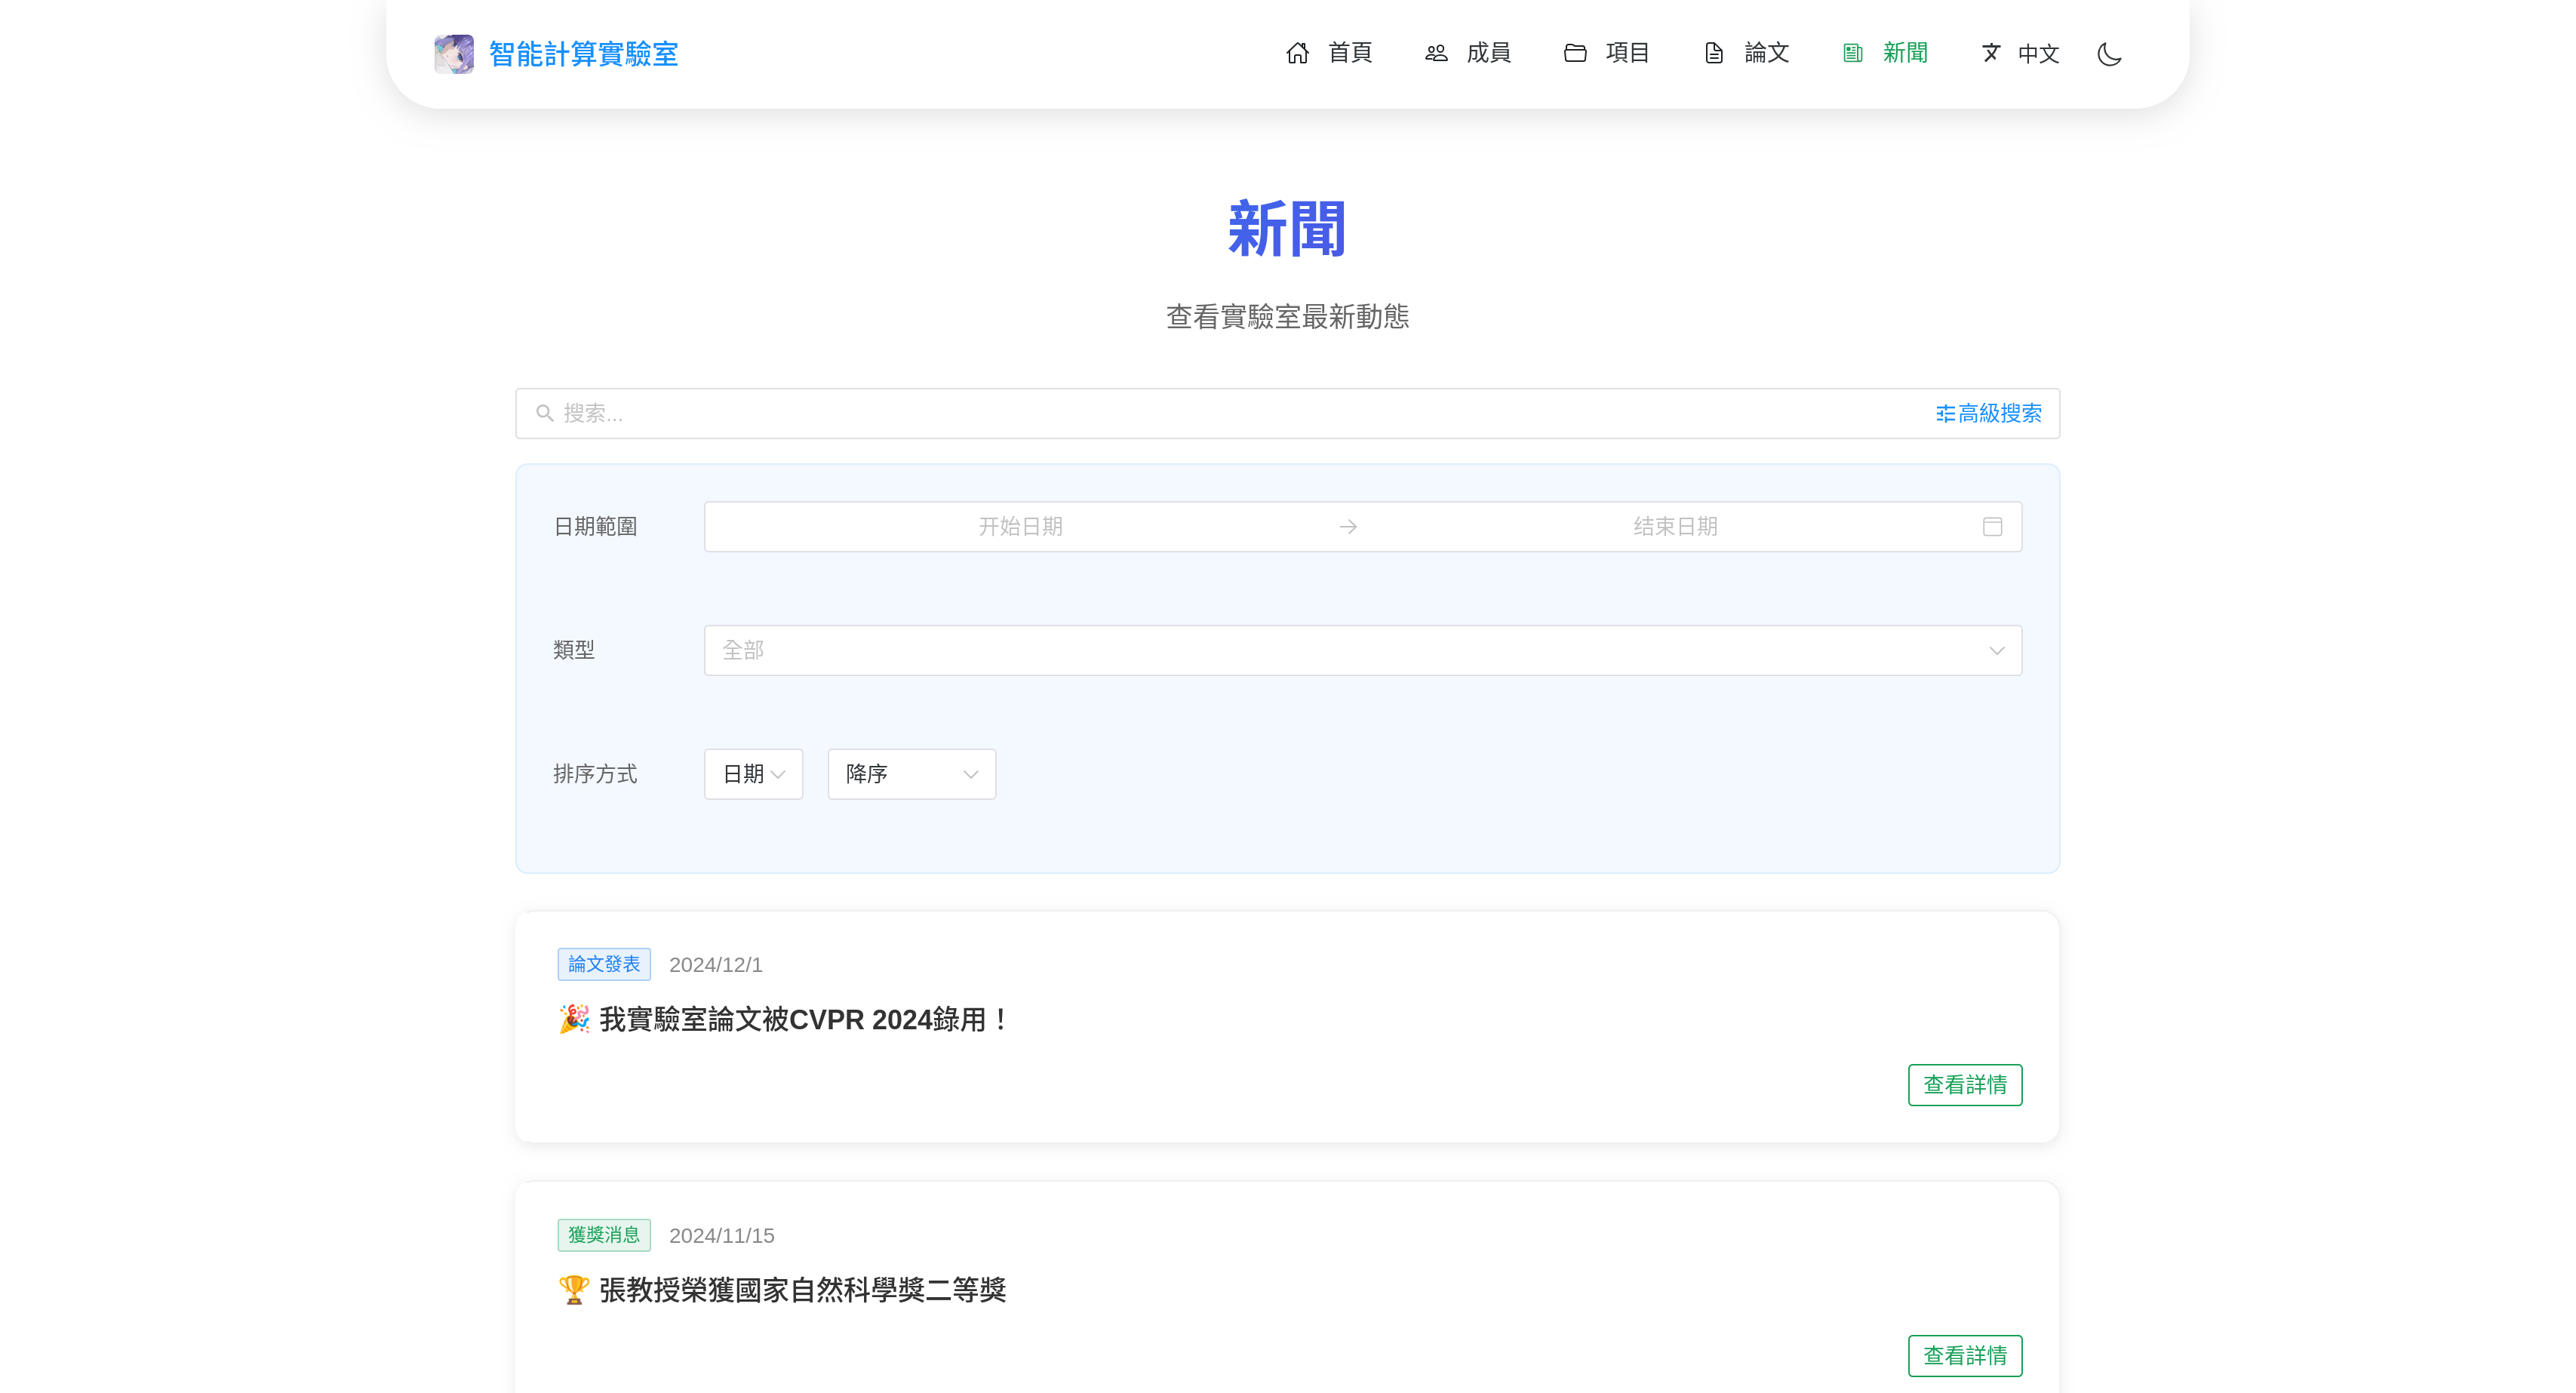 智能計算實驗室
首頁 成員 項目 論文 新聞 中文
新聞
查看實驗室最新動態
搜索... 高級搜索
日期範圍 开始日期 结束日期
類型 全部
排序方式 日期 降序
論文發表 2024/12/1
🎉 我實驗室論文被CVPR 2024錄用！
查看詳情
獲獎消息 2024/11/15
🏆 張教授榮獲國家自然科學獎二等獎
查看詳情